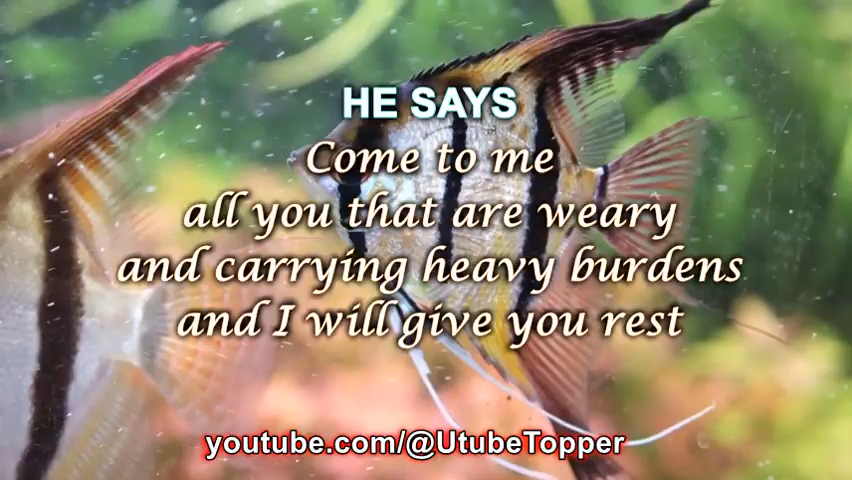 HE SAYS
Come to me
all you that are weary
and carrying heavy burdens
and I will give you rest
youtube.com/@UtubeTopper